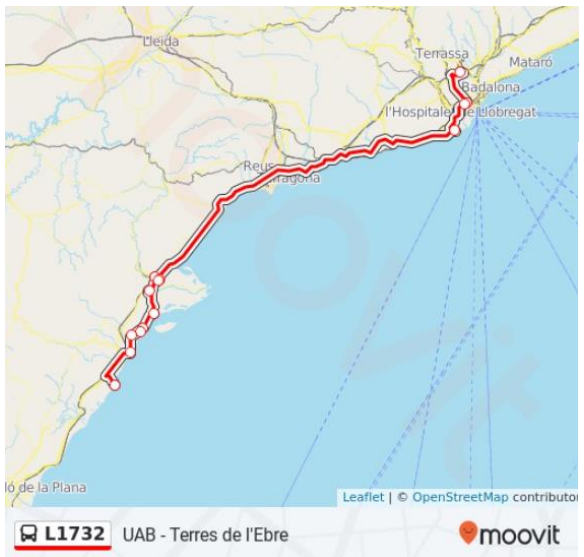 Lleida
Terrassa
Mataró
Badalona
l'Hospitalet de Llobregat
Reus
Tarragona
ló de la Plana
Leaflet | © OpenStreetMap contributor
L1732 UAB - Terres de l'Ebre
moovit